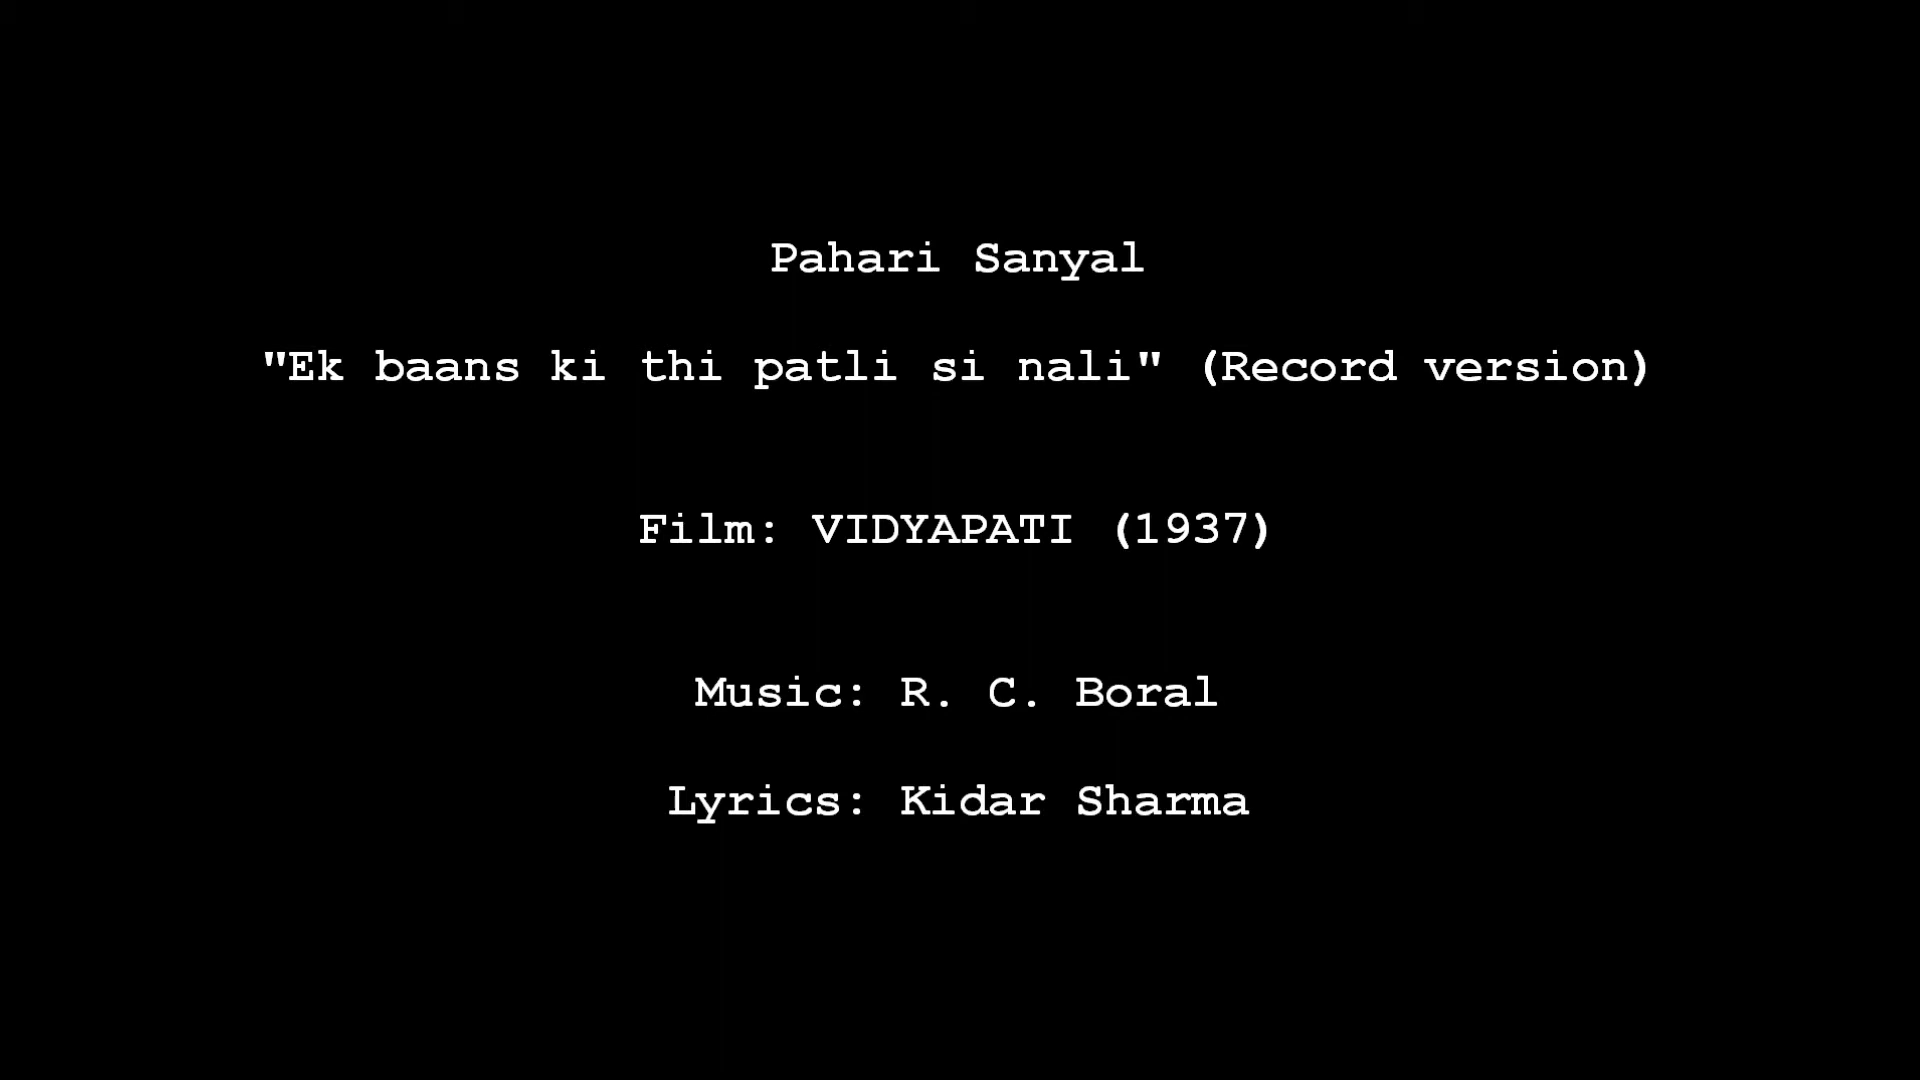 Pahari Sanyal
"Ek baans ki thi patli si nali" (Record version)
Film: VIDYAPATI (1937)
Music: R. C. Boral
Lyrics: Kidar Sharma